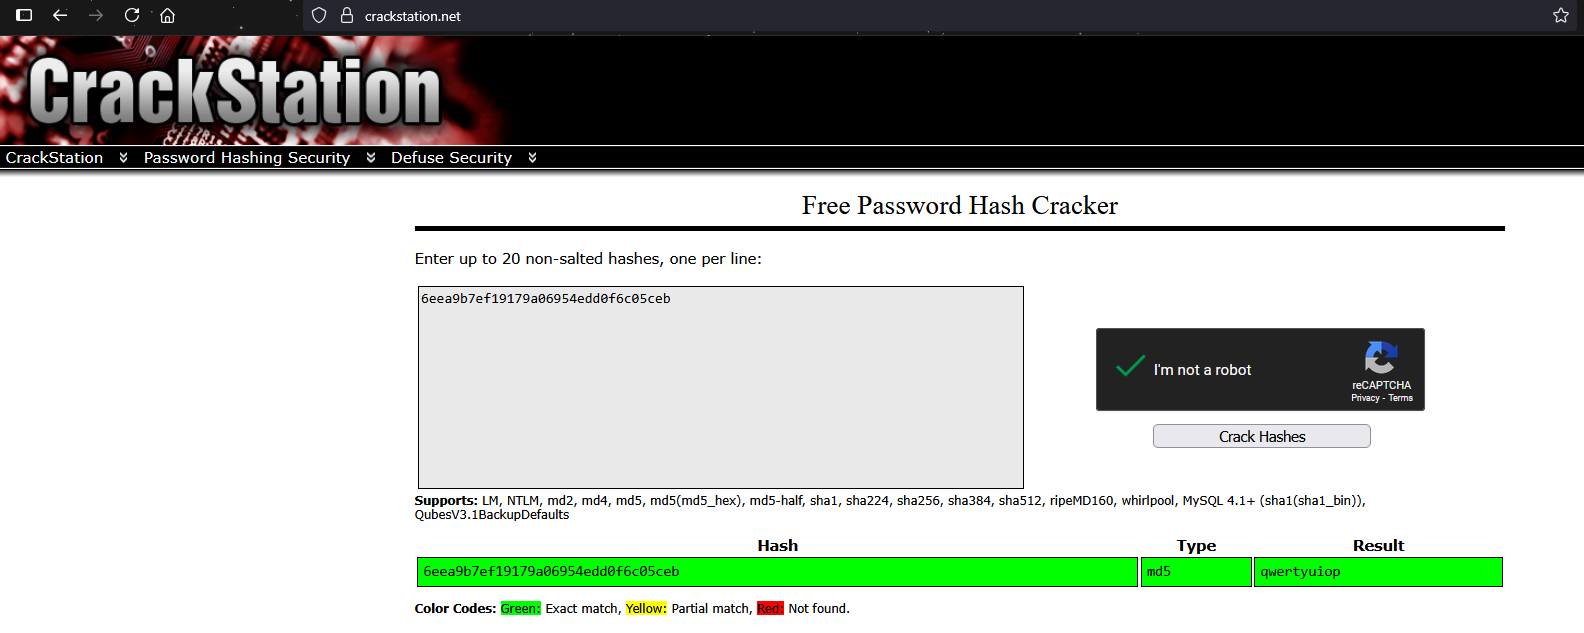 crackstation.net
CrackStation
CrackStation Password Hashing Security Defuse Security
Free Password Hash Cracker
Enter up to 20 non-salted hashes, one per line:
6eea9b7ef19179a06954edd0f6c05ceb
I'm not a robot
reCAPTCHA
Privacy - Terms
Crack Hashes
Supports: LM, NTLM, md2, md4, md5, md5(md5_hex), md5-half, sha1, sha224, sha256, sha384, sha512, ripeMD160, whirlpool, MySQL 4.1+ (sha1(sha1_bin)),
QubesV3.1BackupDefaults
Hash Type Result
6eea9b7ef19179a06954edd0f6c05ceb md5 qwertyuiop
Color Codes: Green: Exact match, Yellow: Partial match, Red: Not found.